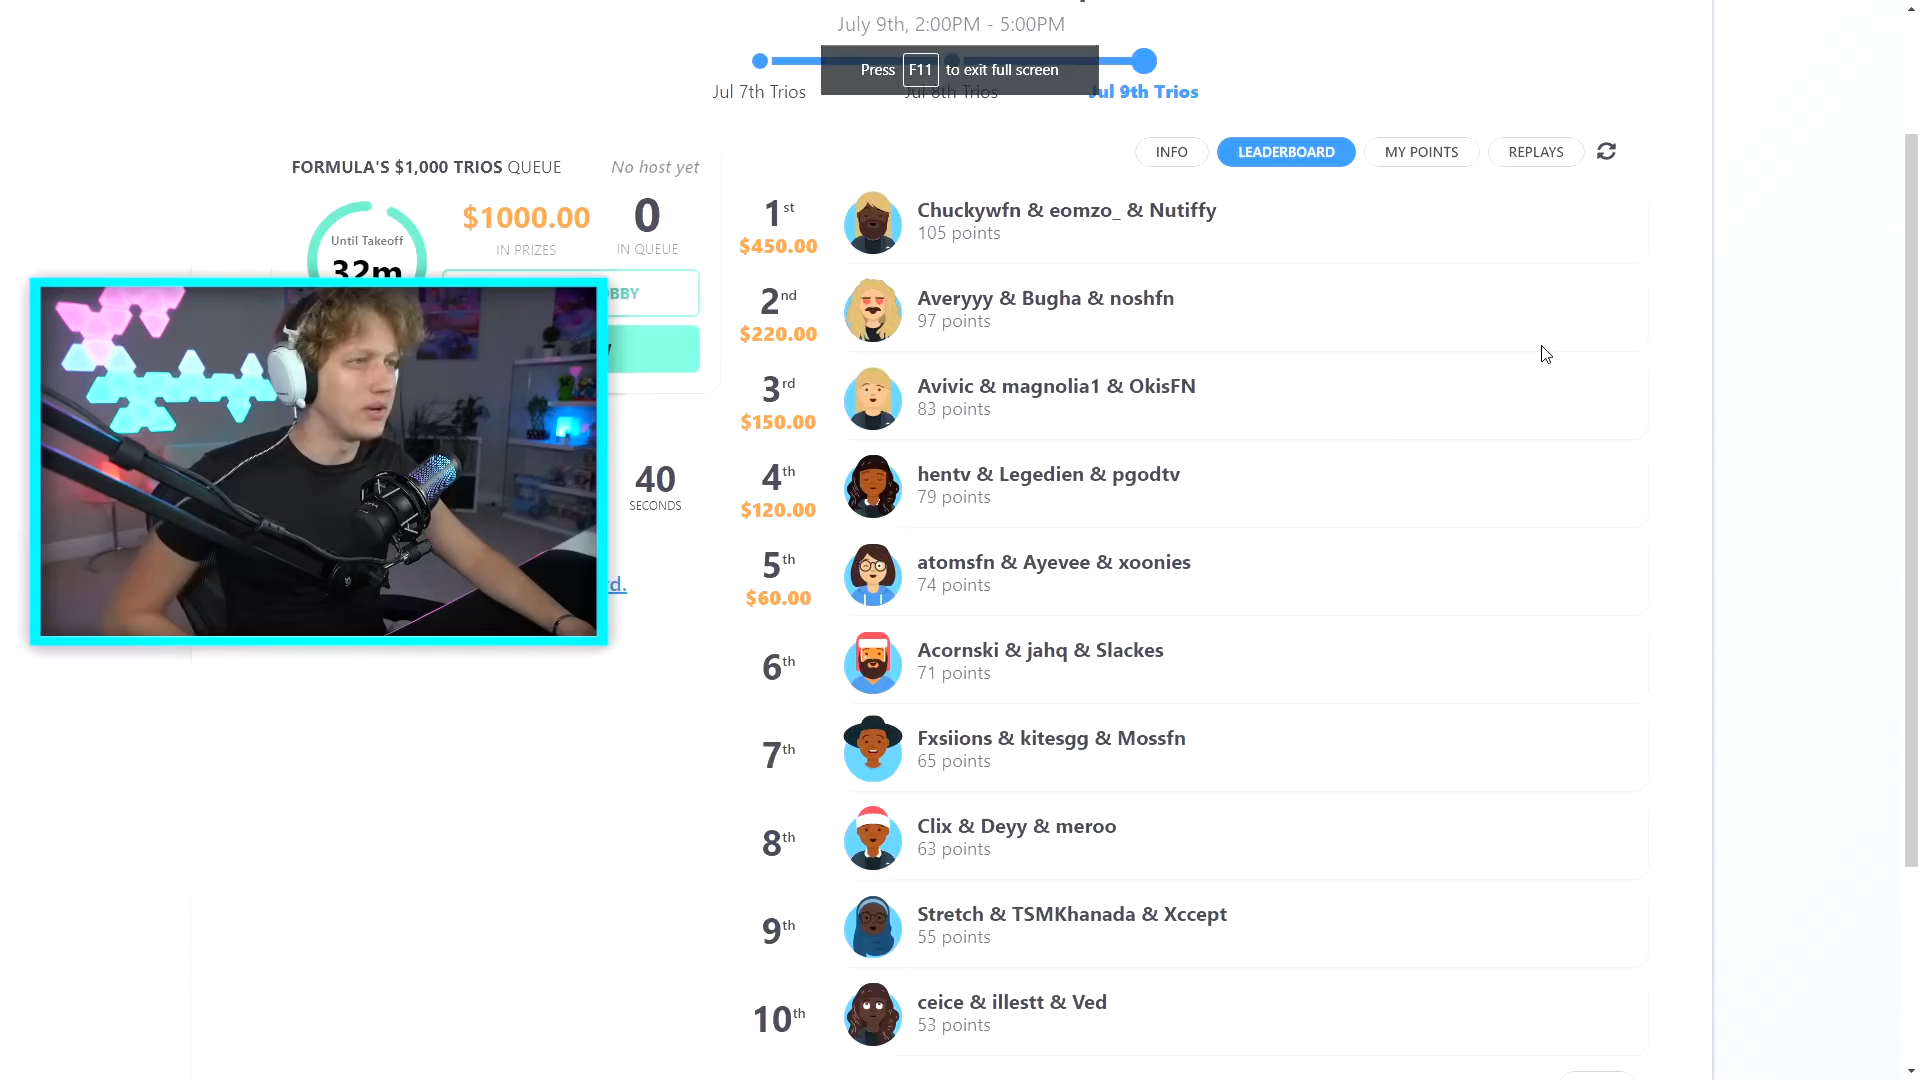 July 9th, 2:00PM - 5:00PM
Press F11 to exit full screen
Jul 7th Trios
Jul 8th Trios
Jul 9th Trios
INFO
LEADERBOARD
MY POINTS
REPLAYS
FORMULA'S $1,000 TRIOS QUEUE
No host yet
Until Takeoff
32m
$1000.00
IN PRIZES
0
IN QUEUE
40
SECONDS
1st
$450.00
Chuckywfn & eomzo_ & Nutiffy
105 points
2nd
$220.00
Averyyy & Bugha & noshfn
97 points
3rd
$150.00
Avivic & magnolia1 & OkisFN
83 points
4th
$120.00
hentv & Legedien & pgodtv
79 points
5th
$60.00
atomsfn & Ayevee & xoonies
74 points
6th
Acornski & jahq & Slackes
71 points
7th
Fxsiions & kitesgg & Mossfn
65 points
8th
Clix & Deyy & meroo
63 points
9th
Stretch & TSMKhanada & Xccept
55 points
10th
ceice & illestt & Ved
53 points